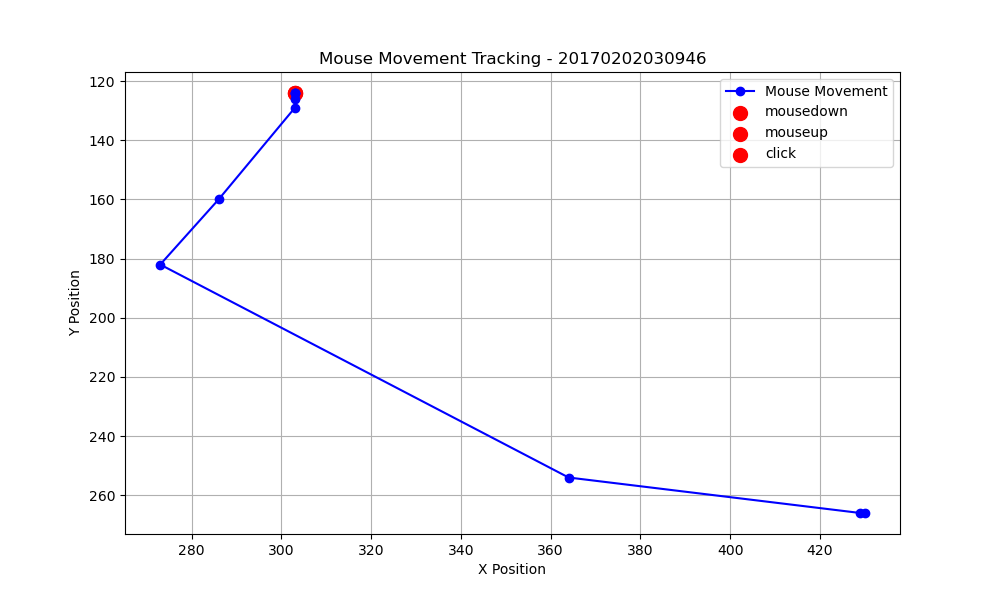 Mouse Movement Tracking - 20170202030946
Mouse Movement
mousedown
mouseup
click
120
140
160
180
200
220
240
260
Y Position
280 300 320 340 360 380 400 420
X Position